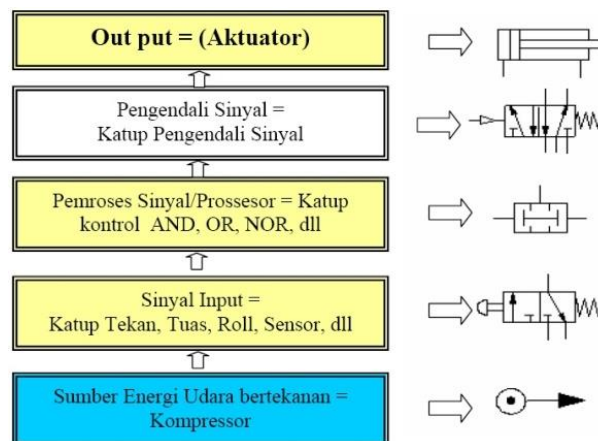 Out put = (Aktuator)
Pengendali Sinyal =
Katup Pengendali Sinyal
Pemroses Sinyal/Prossesor = Katup
kontrol AND, OR, NOR, dll
Sinyal Input =
Katup Tekan, Tuas, Roll, Sensor, dll
Sumber Energi Udara bertekanan =
Kompressor